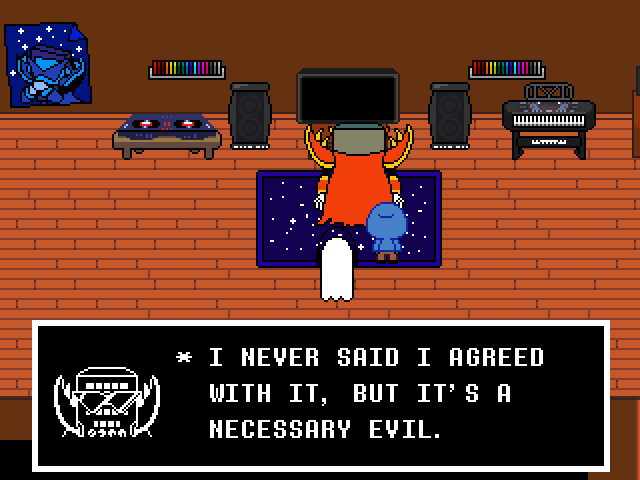 * I NEVER SAID I AGREED
WITH IT, BUT IT'S A
NECESSARY EVIL.